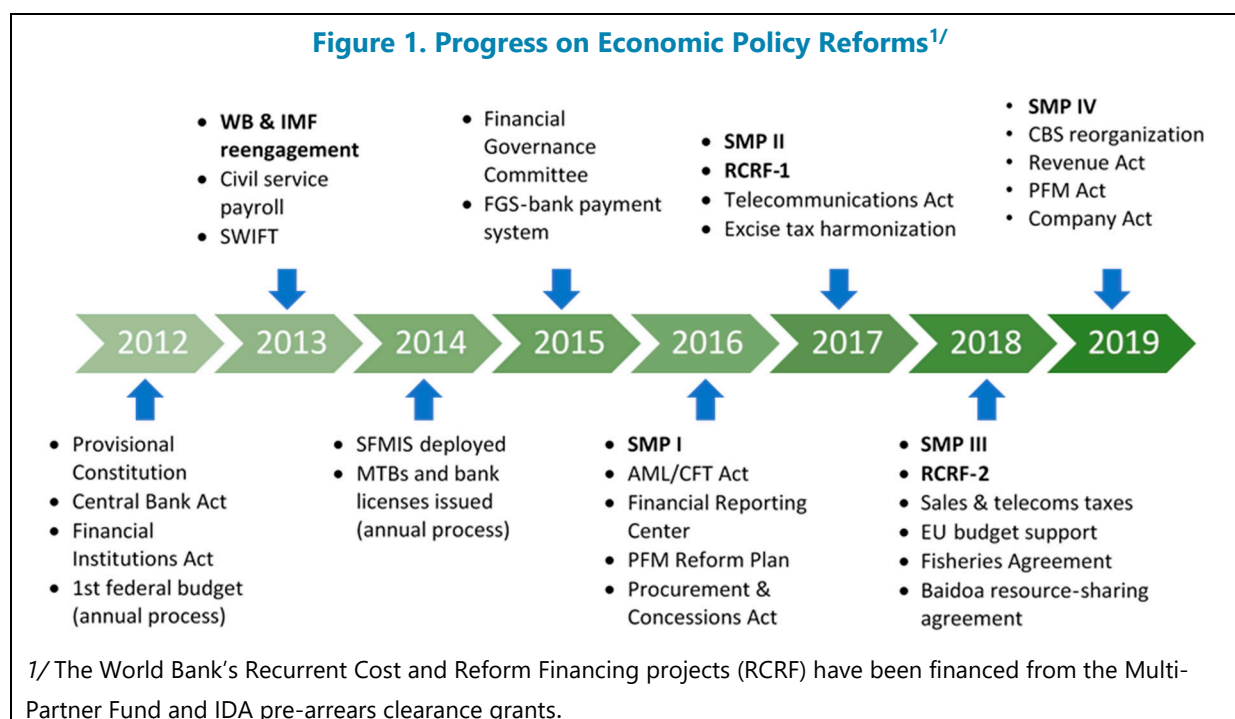 Figure 1. Progress on Economic Policy Reforms1/
• WB & IMF
reengagement
• Civil service
payroll
• SWIFT
• Financial
Governance
Committee
• FGS-bank payment
system
• SMP II
• RCRF-1
• Telecommunications Act
• Excise tax harmonization
• SMP IV
• CBS reorganization
• Revenue Act
• PFM Act
• Company Act
2012 2013 2014 2015 2016 2017 2018 2019
• Provisional
Constitution
• Central Bank Act
• Financial
Institutions Act
• 1st federal budget
(annual process)
• SFMIS deployed
• MTBs and bank
licenses issued
(annual process)
• SMP I
• AML/CFT Act
• Financial Reporting
Center
• PFM Reform Plan
• Procurement &
Concessions Act
• SMP III
• RCRF-2
• Sales & telecoms taxes
• EU budget support
• Fisheries Agreement
• Baidoa resource-sharing
agreement
1/ The World Bank's Recurrent Cost and Reform Financing projects (RCRF) have been financed from the Multi-
Partner Fund and IDA pre-arrears clearance grants.